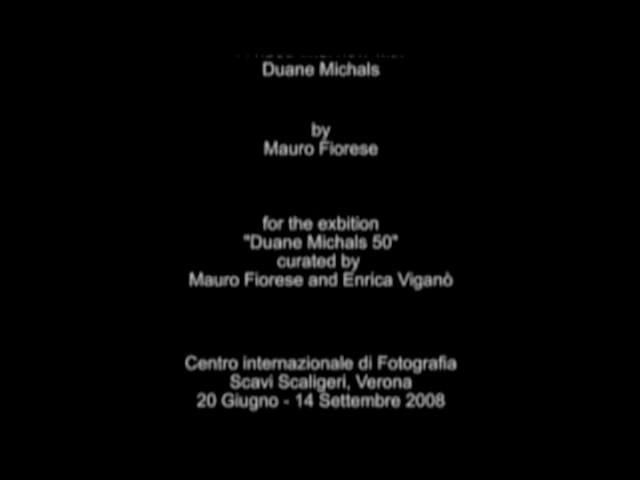 Duane Michals
by
Mauro Fiorese
for the exbition
"Duane Michals 50"
curated by
Mauro Fiorese and Enrica Viganò
Centro internazionale di Fotografia
Scavi Scaligeri, Verona
20 Giugno - 14 Settembre 2008